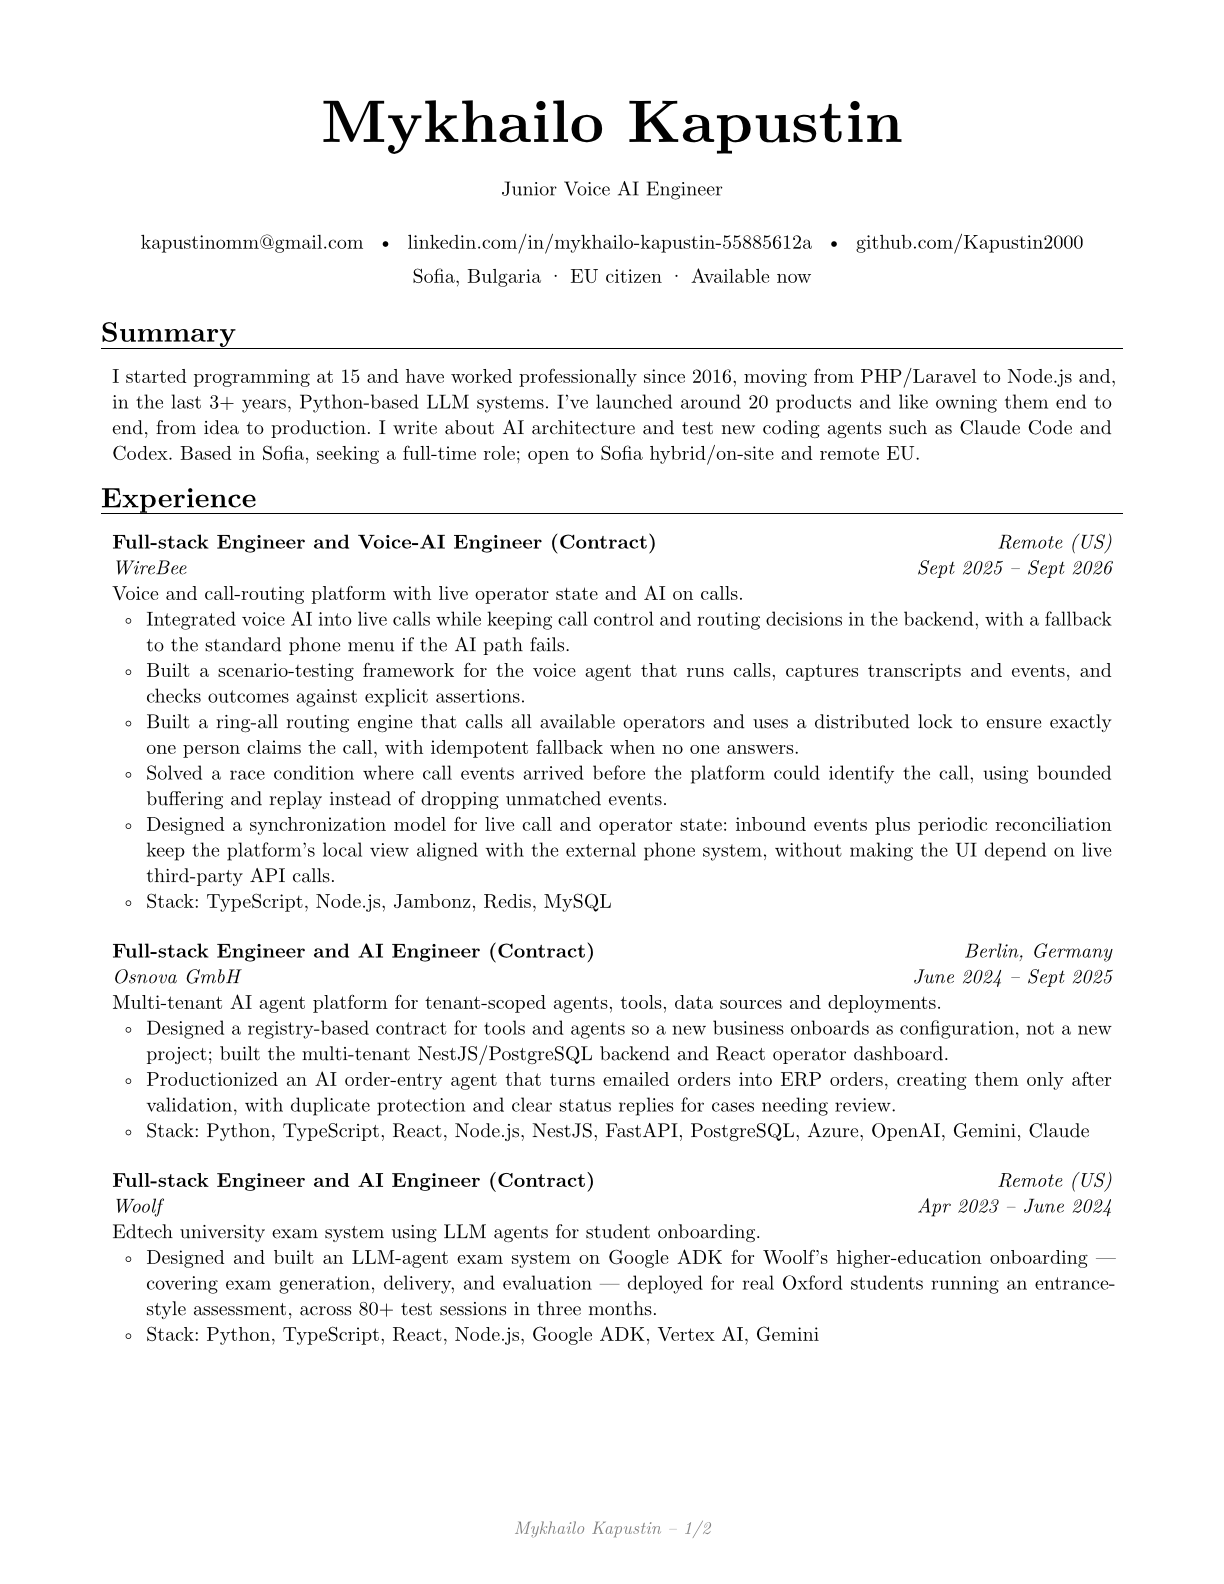 Mykhailo Kapustin
Junior Voice AI Engineer
kapustinomm@gmail.com • linkedin.com/in/mykhailo-kapustin-55885612a • github.com/Kapustin2000
Sofia, Bulgaria · EU citizen · Available now
Summary
I started programming at 15 and have worked professionally since 2016, moving from PHP/Laravel to Node.js and,
in the last 3+ years, Python-based LLM systems. I've launched around 20 products and like owning them end to
end, from idea to production. I write about AI architecture and test new coding agents such as Claude Code and
Codex. Based in Sofia, seeking a full-time role; open to Sofia hybrid/on-site and remote EU.
Experience
Full-stack Engineer and Voice-AI Engineer (Contract) Remote (US)
WireBee Sept 2025 – Sept 2026
Voice and call-routing platform with live operator state and AI on calls.
◦ Integrated voice AI into live calls while keeping call control and routing decisions in the backend, with a fallback
to the standard phone menu if the AI path fails.
◦ Built a scenario-testing framework for the voice agent that runs calls, captures transcripts and events, and
checks outcomes against explicit assertions.
◦ Built a ring-all routing engine that calls all available operators and uses a distributed lock to ensure exactly
one person claims the call, with idempotent fallback when no one answers.
◦ Solved a race condition where call events arrived before the platform could identify the call, using bounded
buffering and replay instead of dropping unmatched events.
◦ Designed a synchronization model for live call and operator state: inbound events plus periodic reconciliation
keep the platform's local view aligned with the external phone system, without making the UI depend on live
third-party API calls.
◦ Stack: TypeScript, Node.js, Jambonz, Redis, MySQL
Full-stack Engineer and AI Engineer (Contract) Berlin, Germany
Osnova GmbH June 2024 – Sept 2025
Multi-tenant AI agent platform for tenant-scoped agents, tools, data sources and deployments.
◦ Designed a registry-based contract for tools and agents so a new business onboards as configuration, not a new
project; built the multi-tenant NestJS/PostgreSQL backend and React operator dashboard.
◦ Productionized an AI order-entry agent that turns emailed orders into ERP orders, creating them only after
validation, with duplicate protection and clear status replies for cases needing review.
◦ Stack: Python, TypeScript, React, Node.js, NestJS, FastAPI, PostgreSQL, Azure, OpenAI, Gemini, Claude
Full-stack Engineer and AI Engineer (Contract) Remote (US)
Woolf Apr 2023 – June 2024
Edtech university exam system using LLM agents for student onboarding.
◦ Designed and built an LLM-agent exam system on Google ADK for Woolf's higher-education onboarding —
covering exam generation, delivery, and evaluation — deployed for real Oxford students running an entrance-
style assessment, across 80+ test sessions in three months.
◦ Stack: Python, TypeScript, React, Node.js, Google ADK, Vertex AI, Gemini
Mykhailo Kapustin – 1/2